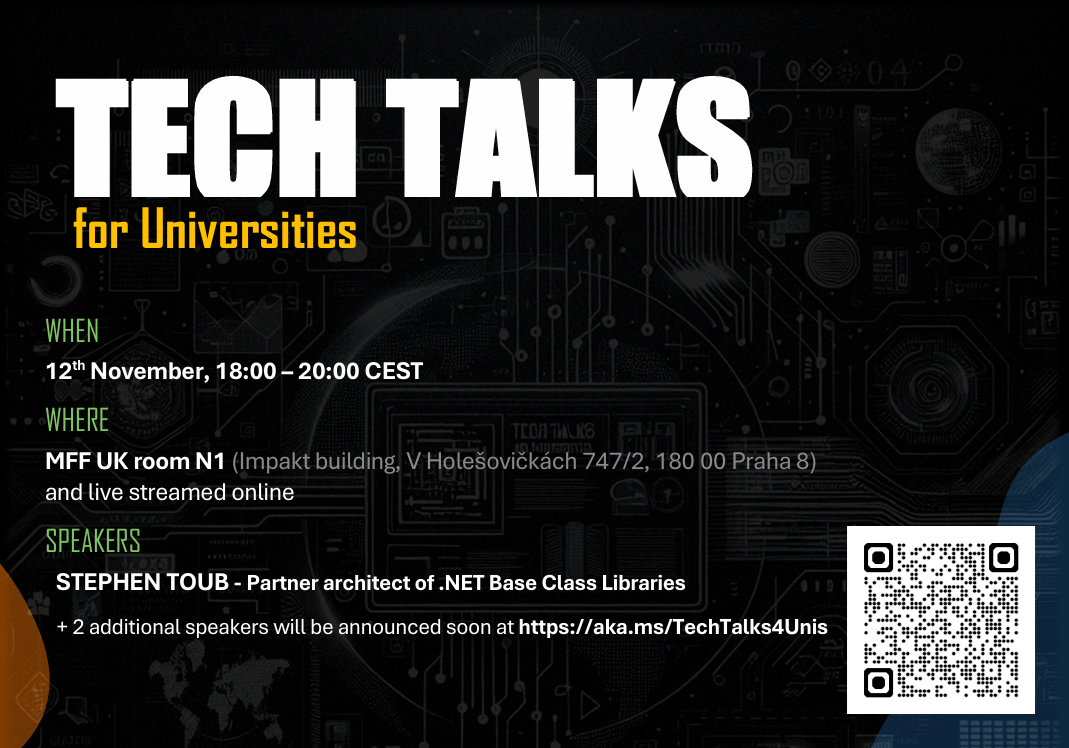 TECH TALKS
for Universities
WHEN
12th November, 18:00 – 20:00 CEST
WHERE
MFF UK room N1 (Impakt building, V Holešovičkách 747/2, 180 00 Praha 8)
and live streamed online
SPEAKERS
STEPHEN TOUB - Partner architect of .NET Base Class Libraries
+ 2 additional speakers will be announced soon at https://aka.ms/TechTalks4Unis